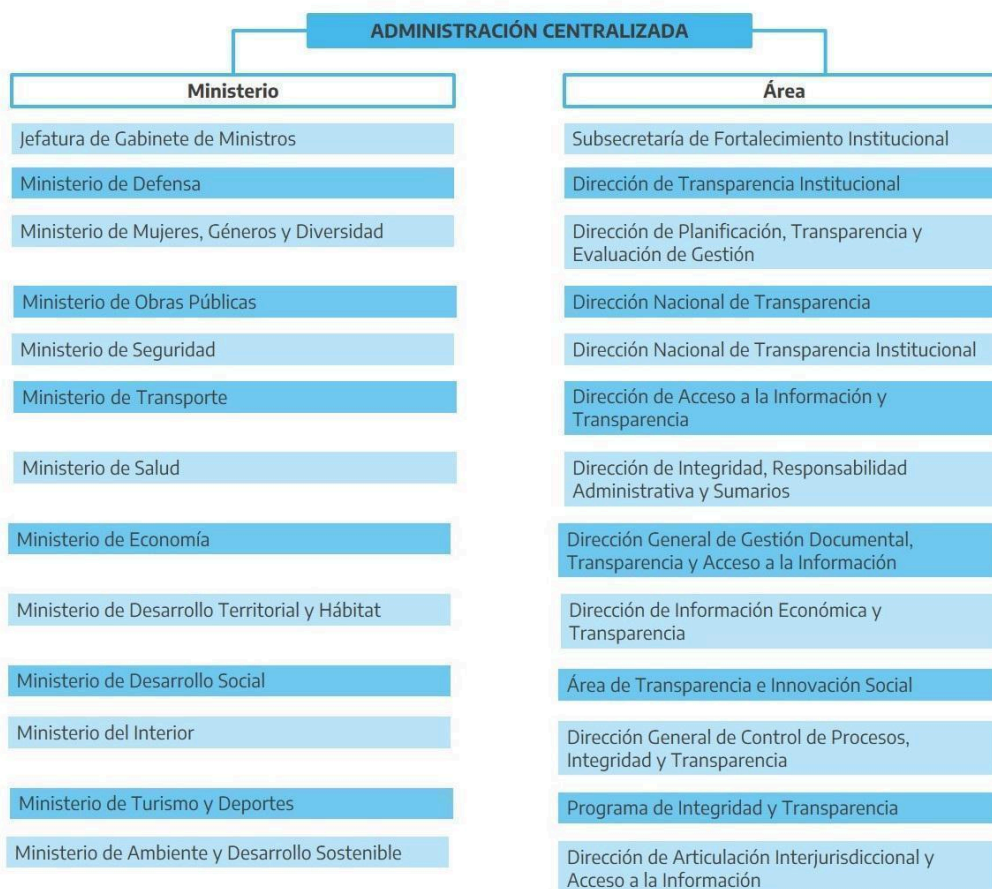 ADMINISTRACIÓN CENTRALIZADA
Ministerio
Área
Jefatura de Gabinete de Ministros
Subsecretaría de Fortalecimiento Institucional
Ministerio de Defensa
Dirección de Transparencia Institucional
Ministerio de Mujeres, Géneros y Diversidad
Dirección de Planificación, Transparencia y
Evaluación de Gestión
Ministerio de Obras Públicas
Dirección Nacional de Transparencia
Ministerio de Seguridad
Dirección Nacional de Transparencia Institucional
Ministerio de Transporte
Dirección de Acceso a la Información y
Transparencia
Ministerio de Salud
Dirección de Integridad, Responsabilidad
Administrativa y Sumarios
Ministerio de Economía
Dirección General de Gestión Documental,
Transparencia y Acceso a la Información
Ministerio de Desarrollo Territorial y Hábitat
Dirección de Información Económica y
Transparencia
Ministerio de Desarrollo Social
Área de Transparencia e Innovación Social
Ministerio del Interior
Dirección General de Control de Procesos,
Integridad y Transparencia
Ministerio de Turismo y Deportes
Programa de Integridad y Transparencia
Ministerio de Ambiente y Desarrollo Sostenible
Dirección de Articulación Interjurisdiccional y
Acceso a la Información